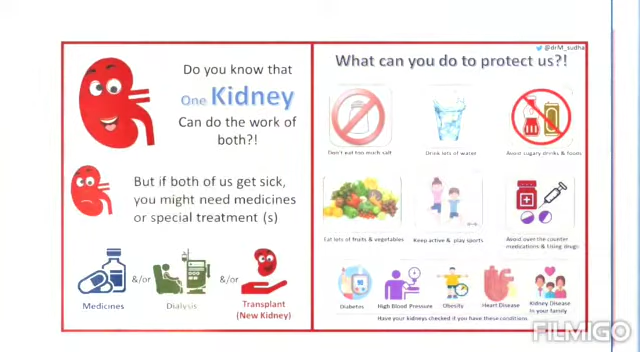 Do you know that
One Kidney
Can do the work of
both?!
But if both of us get sick,
you might need medicines
or special treatment (s)
&/or
&/or
Medicines
Dialysis
Transplant
(New Kidney)
@drM_sudha
What can you do to protect us?!
Don't eat too much salt
Drink lots of water
Avoid sugary drinks & foods
Eat lots of fruits & vegetables
Keep active & play sports
Avoid over the counter
medications & Using drugs
Diabetes
High Blood Pressure
Obesity
Heart Disease
Kidney Disease
in your family
Have your kidneys checked if you have these conditions.
FILMIGO